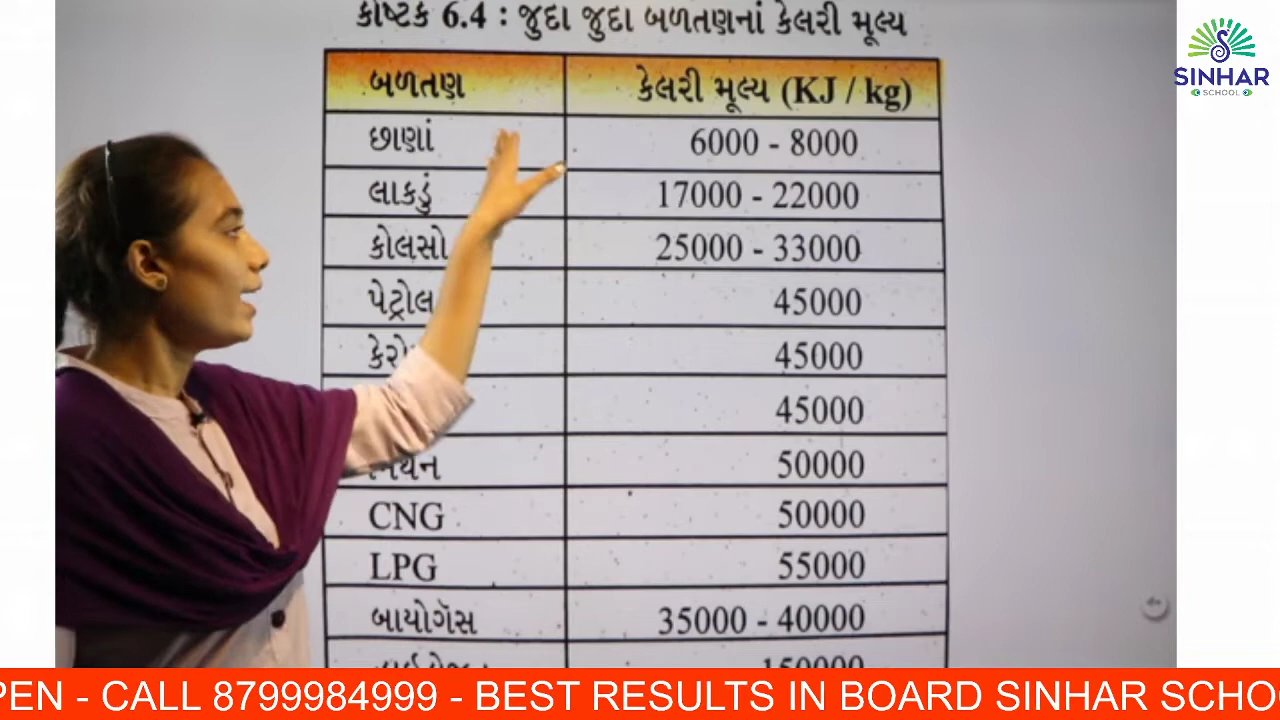 કોષ્ટક 6.4 : જુદા જુદા બળતણનાં કેલરી મૂલ્ય
SINHAR
SCHOOL
બળતણ કેલરી મૂલ્ય (KJ / kg)
છાણાં 6000 - 8000
લાકડું 17000 - 22000
કોલસો 25000 - 33000
પેટ્રોલ 45000
45000
45000
50000
CNG 50000
LPG 55000
બાયોગૅસ 35000 - 40000
150000
PEN - CALL 8799984999 - BEST RESULTS IN BOARD SINHAR SCHO